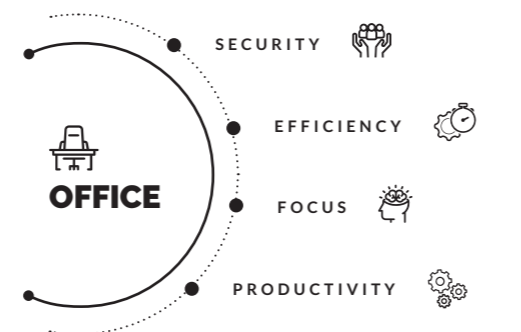 SECURITY
EFFICIENCY
OFFICE
FOCUS
PRODUCTIVITY